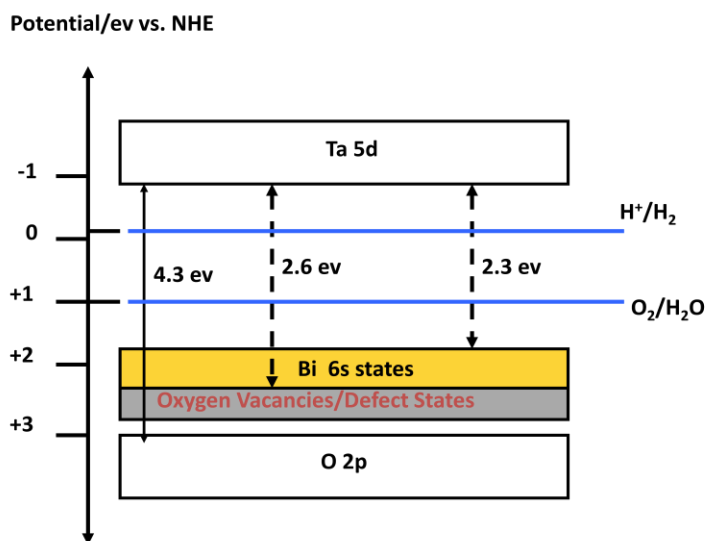 Potential/ev vs. NHE
Ta 5d
-1
H⁺/H₂
0
4.3 ev
2.6 ev
2.3 ev
+1
O₂/H₂O
+2
Bi 6s states
Oxygen Vacancies/Defect States
+3
O 2p